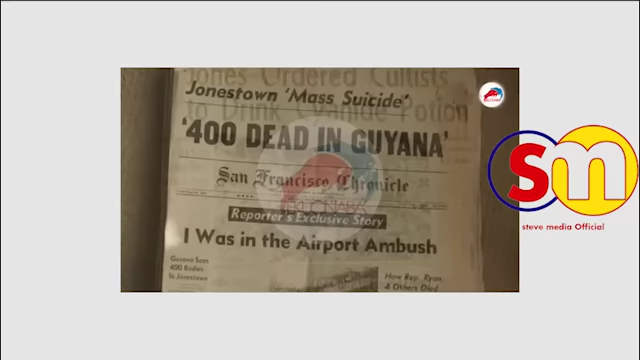 Jones Ordered Cultists
to Drink Potion
Jonestown 'Mass Suicide'
'400 DEAD IN GUYANA'
San Francisco Chronicle
Reporter's Exclusive Story
I Was in the Airport Ambush
Guyana Says
400 Bodies
in Jonestown
How Rep. Ryan,
4 Others Died
sm
steve media Official